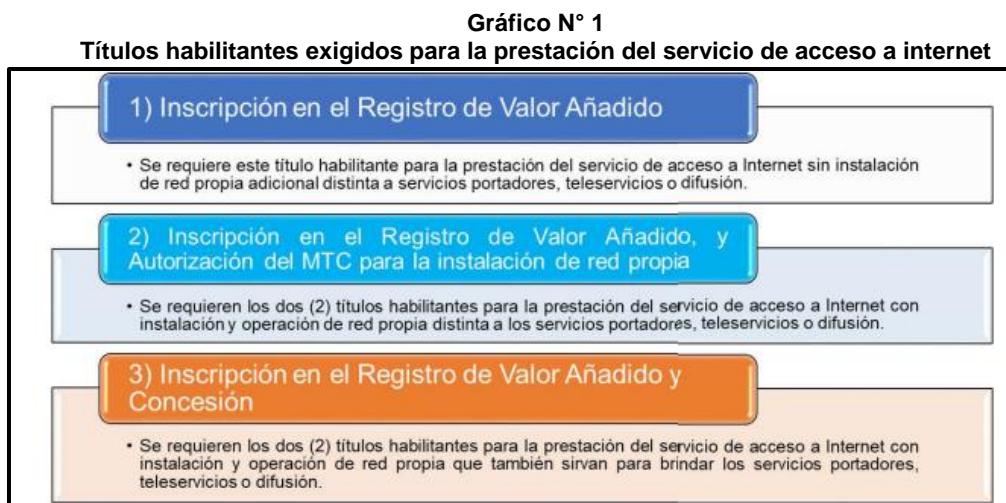 Gráfico N° 1
Títulos habilitantes exigidos para la prestación del servicio de acceso a internet
1) Inscripción en el Registro de Valor Añadido
• Se requiere este título habilitante para la prestación del servicio de acceso a Internet sin instalación
de red propia adicional distinta a servicios portadores, teleservicios o difusión.
2) Inscripción en el Registro de Valor Añadido, y
Autorización del MTC para la instalación de red propia
• Se requieren los dos (2) títulos habilitantes para la prestación del servicio de acceso a Internet con
instalación y operación de red propia distinta a los servicios portadores, teleservicios o difusión.
3) Inscripción en el Registro de Valor Añadido y
Concesión
• Se requieren los dos (2) títulos habilitantes para la prestación del servicio de acceso a Internet con
instalación y operación de red propia que también sirvan para brindar los servicios portadores,
teleservicios o difusión.